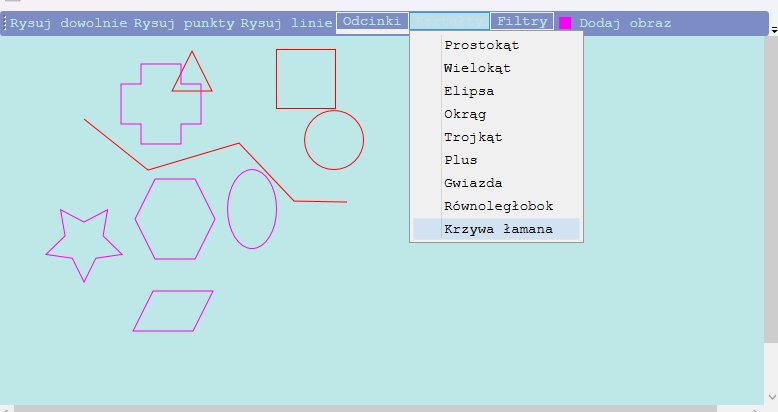 Rysuj dowolnie Rysuj punkty Rysuj linie Odcinki Kształty Filtry Dodaj obraz
Prostokąt
Wielokąt
Elipsa
Okrąg
Trojkąt
Plus
Gwiazda
Równoległobok
Krzywa łamana